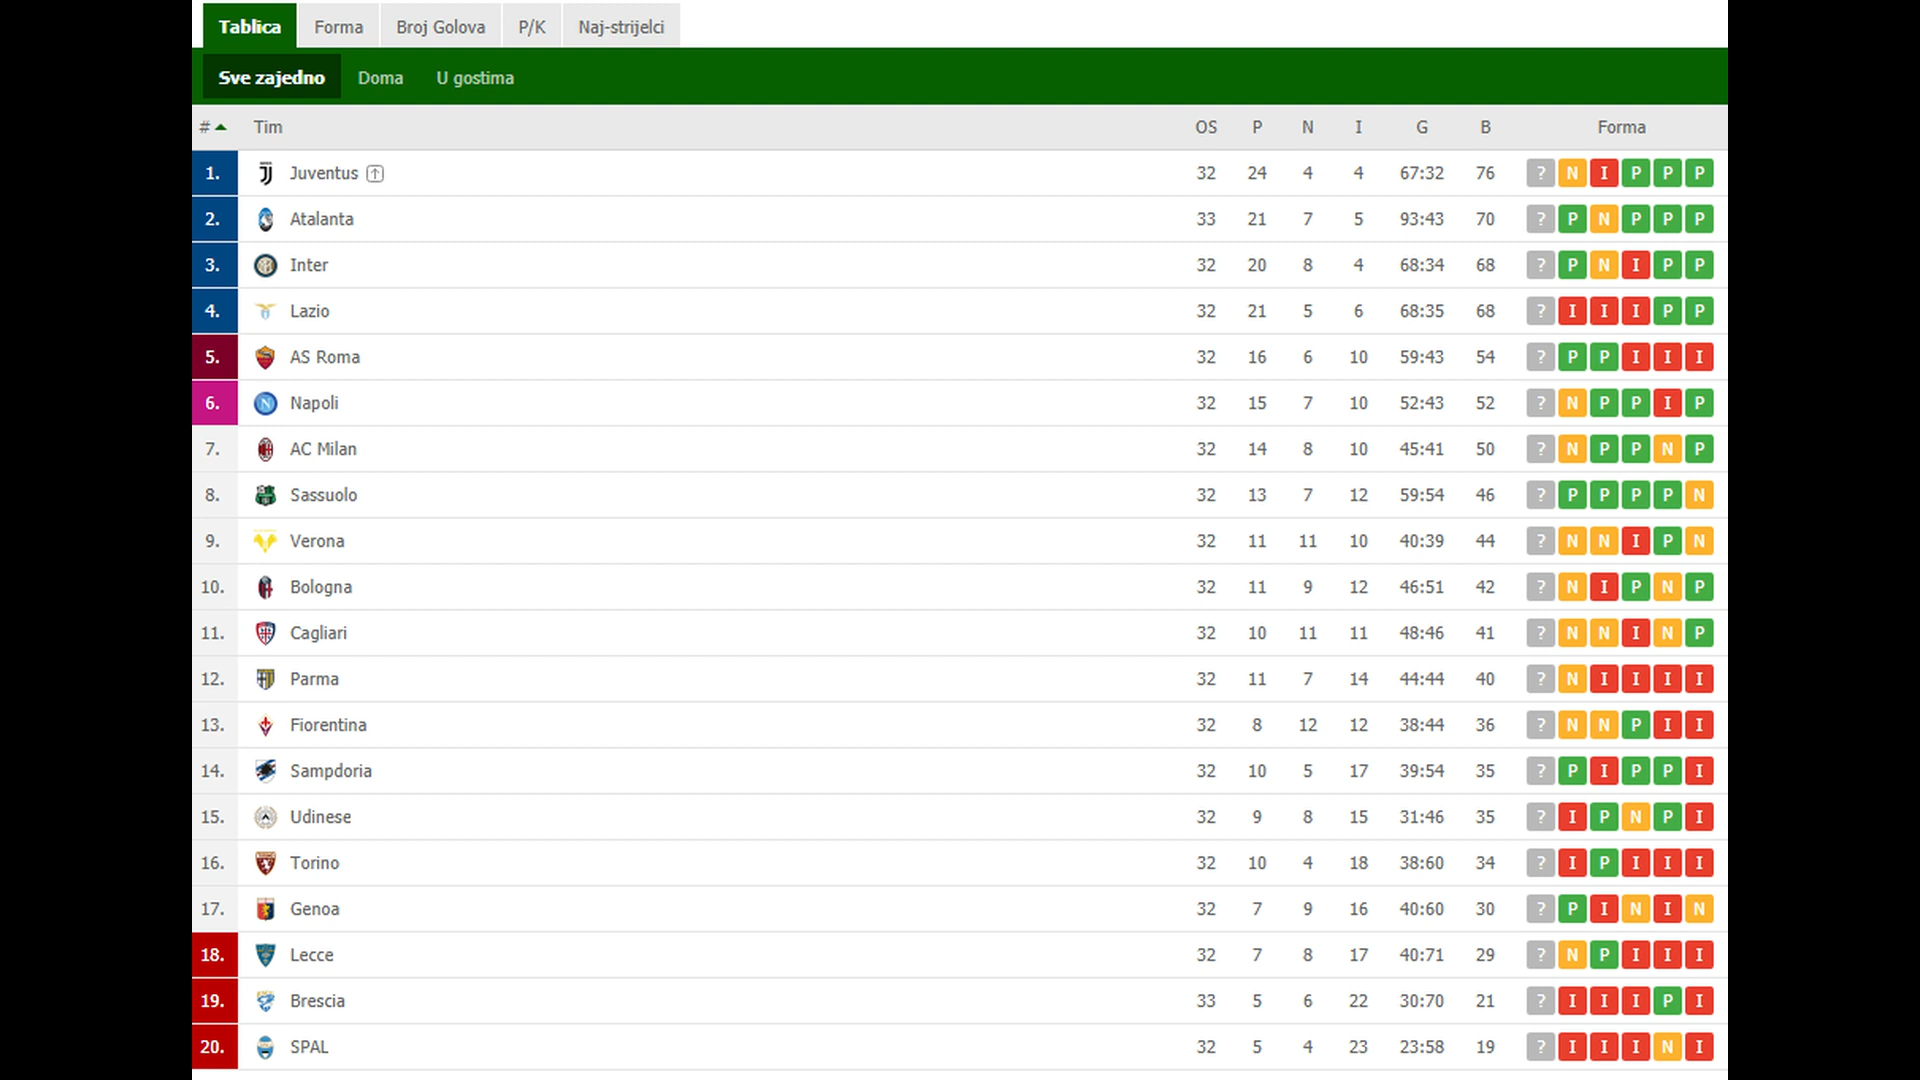 Tablica Forma Broj Golova P/K Naj-strijelci
Sve zajedno Doma U gostima
# Tim OS P N I G B Forma
1. Juventus 32 24 4 4 67:32 76 ? N I P P P
2. Atalanta 33 21 7 5 93:43 70 ? P N P P P
3. Inter 32 20 8 4 68:34 68 ? P N I P P
4. Lazio 32 21 5 6 68:35 68 ? I I I P P
5. AS Roma 32 16 6 10 59:43 54 ? P P I I I
6. Napoli 32 15 7 10 52:43 52 ? N P P I P
7. AC Milan 32 14 8 10 45:41 50 ? N P P N P
8. Sassuolo 32 13 7 12 59:54 46 ? P P P P N
9. Verona 32 11 11 10 40:39 44 ? N N I P N
10. Bologna 32 11 9 12 46:51 42 ? N I P N P
11. Cagliari 32 10 11 11 48:46 41 ? N N I N P
12. Parma 32 11 7 14 44:44 40 ? N I I I I
13. Fiorentina 32 8 12 12 38:44 36 ? N N P I I
14. Sampdoria 32 10 5 17 39:54 35 ? P I P P I
15. Udinese 32 9 8 15 31:46 35 ? I P N P I
16. Torino 32 10 4 18 38:60 34 ? I P I I I
17. Genoa 32 7 9 16 40:60 30 ? P I N I N
18. Lecce 32 7 8 17 40:71 29 ? N P I I I
19. Brescia 33 5 6 22 30:70 21 ? I I I P I
20. SPAL 32 5 4 23 23:58 19 ? I I I N I